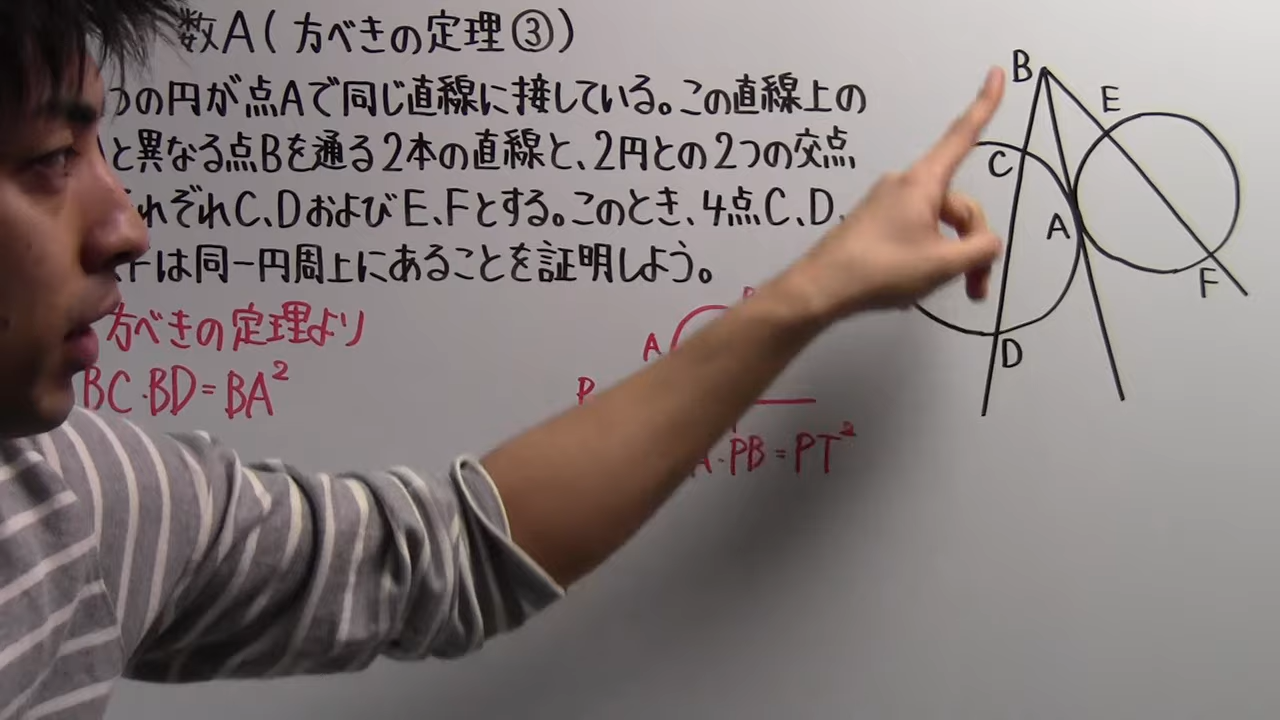 数A(方べきの定理③)
の円が点Aで同じ直線に接している。この直線上の
と異なる点Bを通る2本の直線と、2円との2つの交点
れぞれC、DおよびE、Fとする。このとき、4点C、D、
Fは同一円周上にあることを証明しよう。
方べきの定理より
BC・BD=BA²
A
P
・PB=PT²
B
E
C
A
F
D